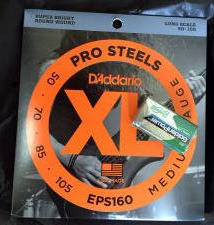 SUPER BRIGHT
ROUND WOUND
LONG SCALE
50-105
PRO STEELS
D'Addario
XL
50 · 70 · 85 · 105
MEDIUM GAUGE
EPS160